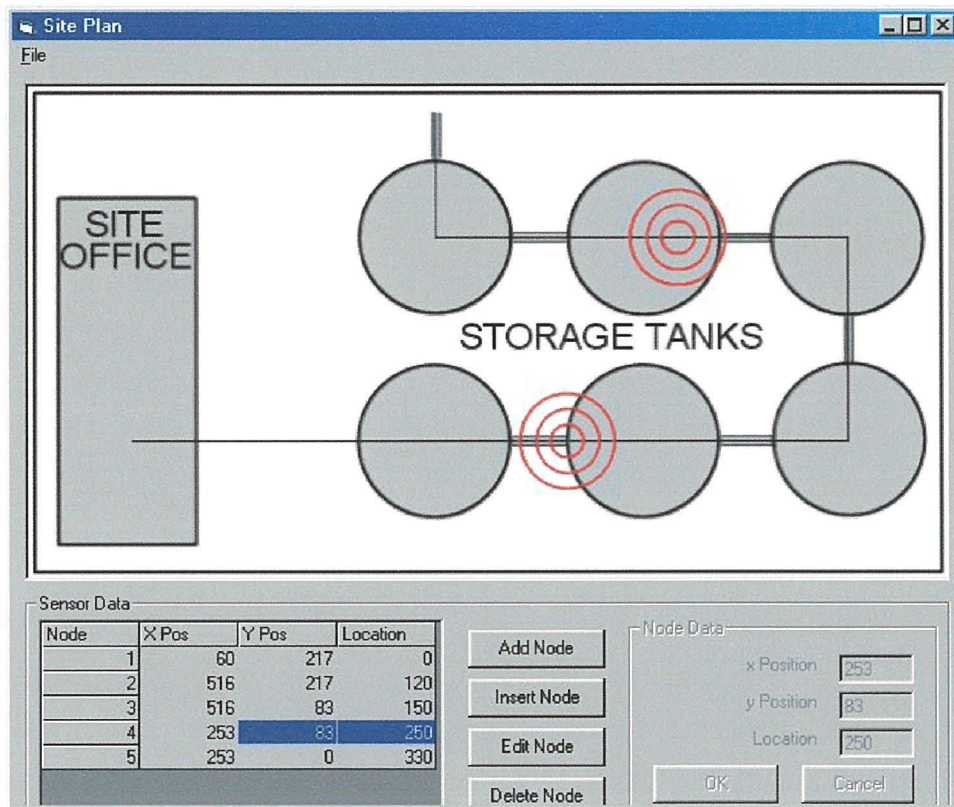 Site Plan
File
SITE
OFFICE
STORAGE TANKS
Sensor Data
Node X Pos Y Pos Location
1 60 217 0
2 516 217 120
3 516 83 150
4 253 83 250
5 253 0 330
Add Node
Insert Node
Edit Node
Delete Node
Node Data
x Position 253
y Position 83
Location 250
OK Cancel